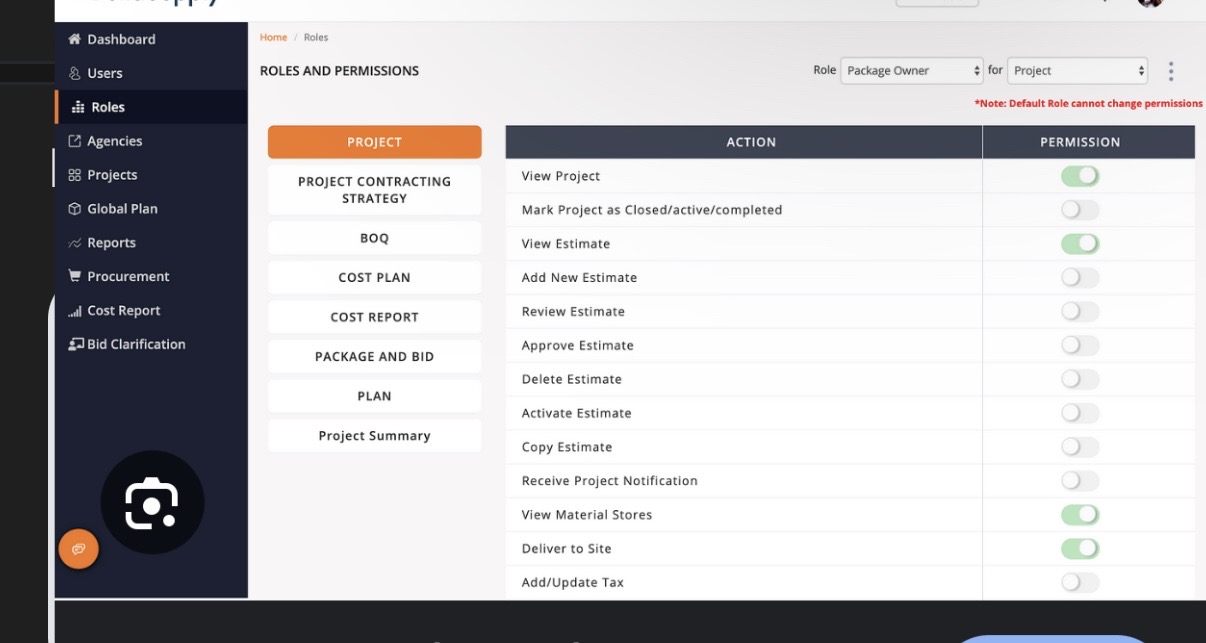 Dashboard
Users
Roles
Agencies
Projects
Global Plan
Reports
Procurement
Cost Report
Bid Clarification
Home / Roles
ROLES AND PERMISSIONS
Role Package Owner for Project
*Note: Default Role cannot change permissions
PROJECT
PROJECT CONTRACTING
STRATEGY
BOQ
COST PLAN
COST REPORT
PACKAGE AND BID
PLAN
Project Summary
ACTION PERMISSION
View Project
Mark Project as Closed/active/completed
View Estimate
Add New Estimate
Review Estimate
Approve Estimate
Delete Estimate
Activate Estimate
Copy Estimate
Receive Project Notification
View Material Stores
Deliver to Site
Add/Update Tax